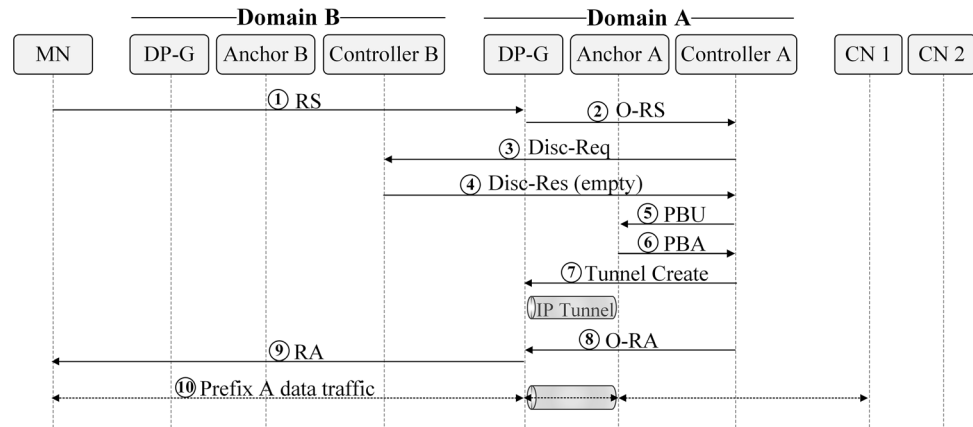 Domain B
Domain A
MN
DP-G
Anchor B
Controller B
DP-G
Anchor A
Controller A
CN 1
CN 2
① RS
② O-RS
③ Disc-Req
④ Disc-Res (empty)
⑤ PBU
⑥ PBA
⑦ Tunnel Create
IP Tunnel
⑧ O-RA
⑨ RA
⑩ Prefix A data traffic